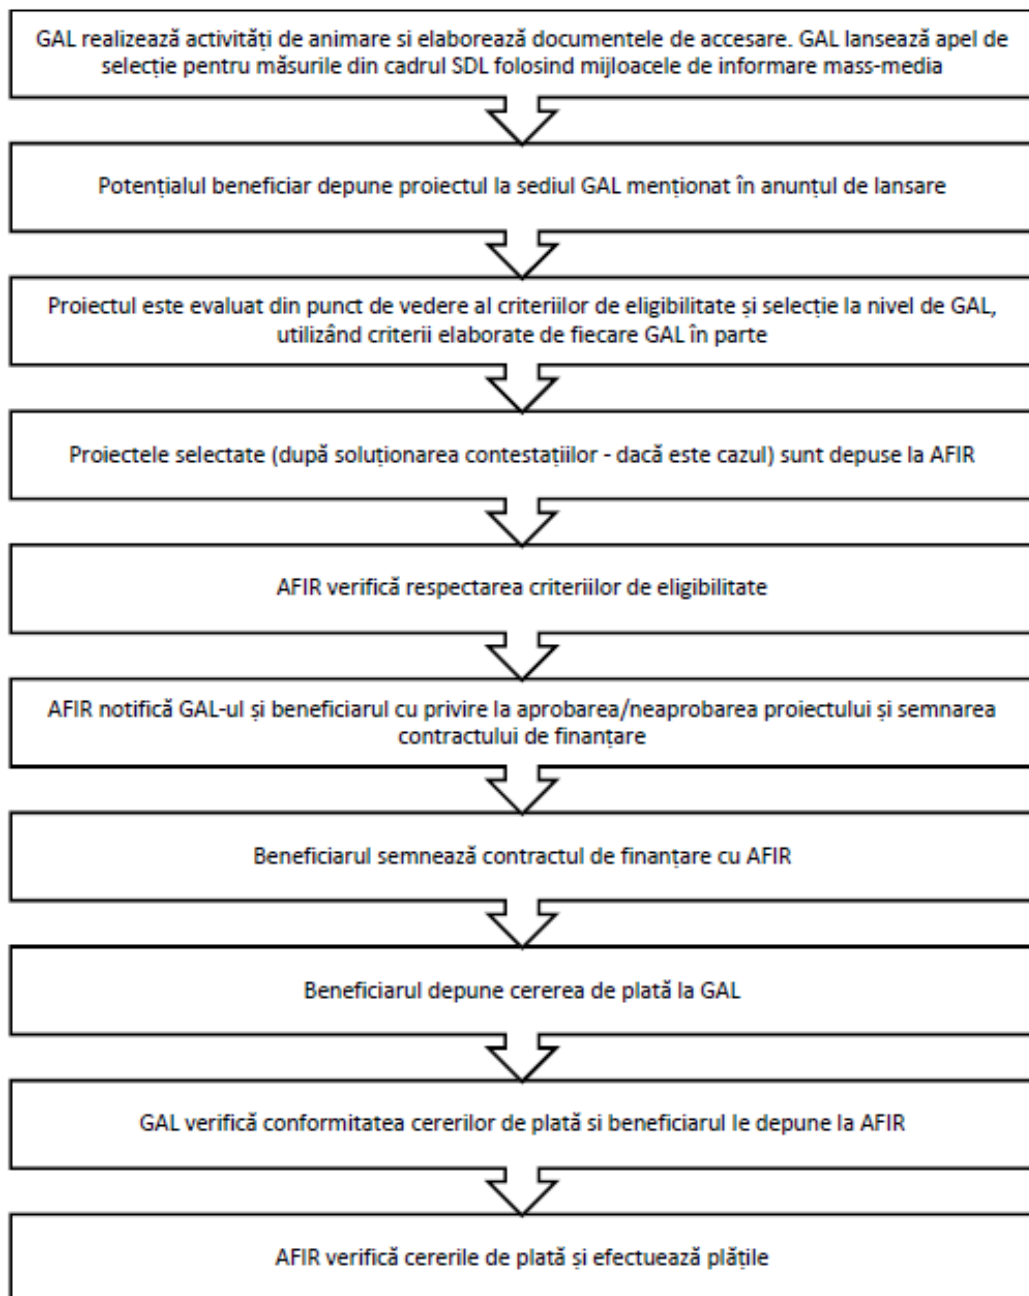 GAL realizează activități de animare si elaborează documentele de accesare. GAL lansează apel de
selecție pentru măsurile din cadrul SDL folosind mijloacele de informare mass-media
Potențialul beneficiar depune proiectul la sediul GAL menționat în anunțul de lansare
Proiectul este evaluat din punct de vedere al criteriilor de eligibilitate și selecție la nivel de GAL,
utilizând criterii elaborate de fiecare GAL în parte
Proiectele selectate (după soluționarea contestațiilor - dacă este cazul) sunt depuse la AFIR
AFIR verifică respectarea criteriilor de eligibilitate
AFIR notifică GAL-ul și beneficiarul cu privire la aprobarea/neaprobarea proiectului și semnarea
contractului de finanțare
Beneficiarul semnează contractul de finanțare cu AFIR
Beneficiarul depune cererea de plată la GAL
GAL verifică conformitatea cererilor de plată si beneficiarul le depune la AFIR
AFIR verifică cererile de plată și efectuează plățile